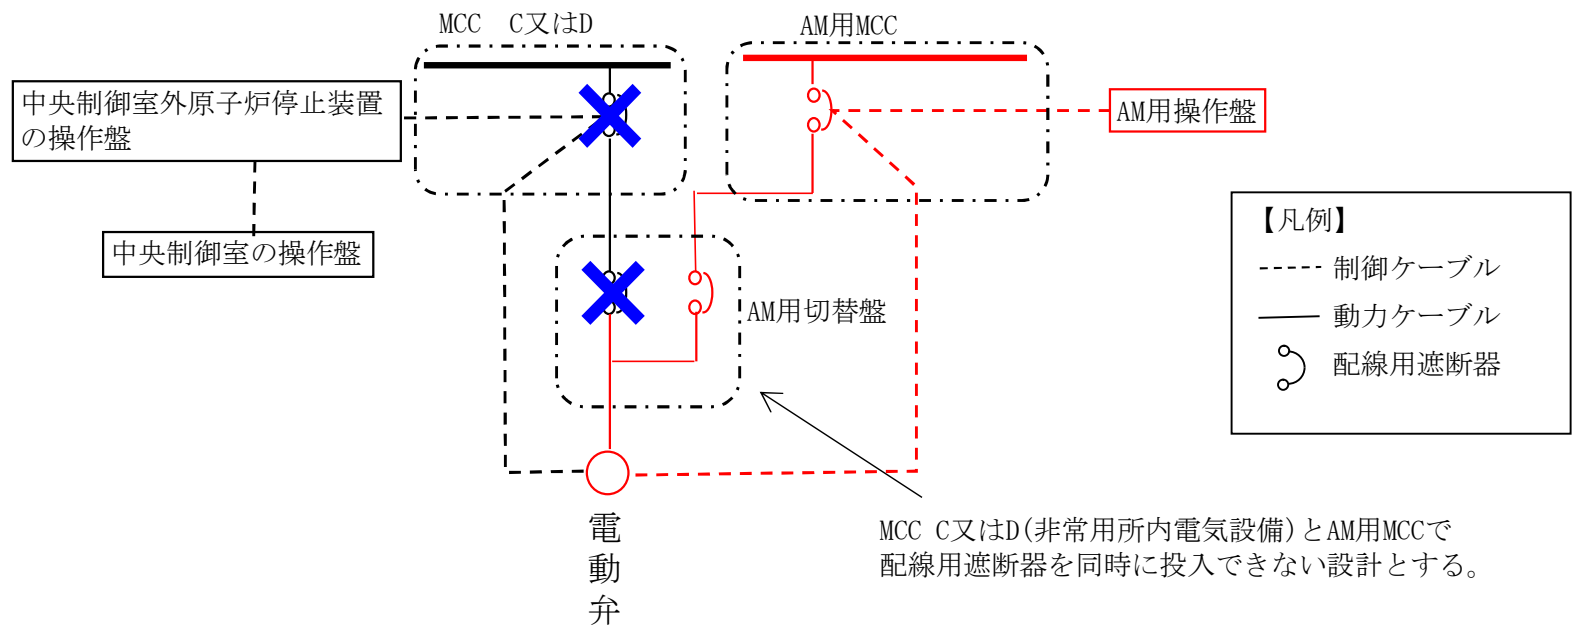 MCC C又はD
AM用MCC
中央制御室外原子炉停止装置
の操作盤
AM用操作盤
中央制御室の操作盤
【凡例】
制御ケーブル
動力ケーブル
配線用遮断器
AM用切替盤
電動弁
MCC C又はD(非常用所内電気設備)とAM用MCCで
配線用遮断器を同時に投入できない設計とする。